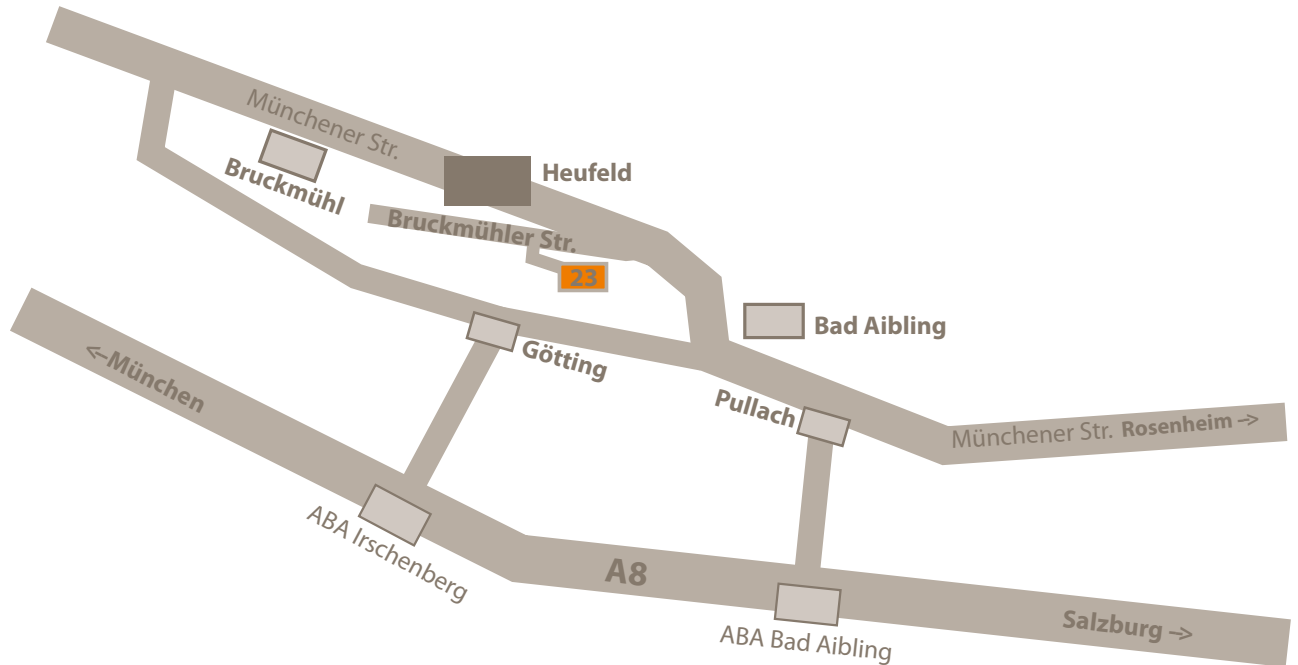 Münchener Str.
Bruckmühl
Heufeld
Bruckmühler Str.
23
Bad Aibling
Götting
<-München
Pullach
Münchener Str. Rosenheim ->
ABA Irschenberg
A8
Salzburg ->
ABA Bad Aibling